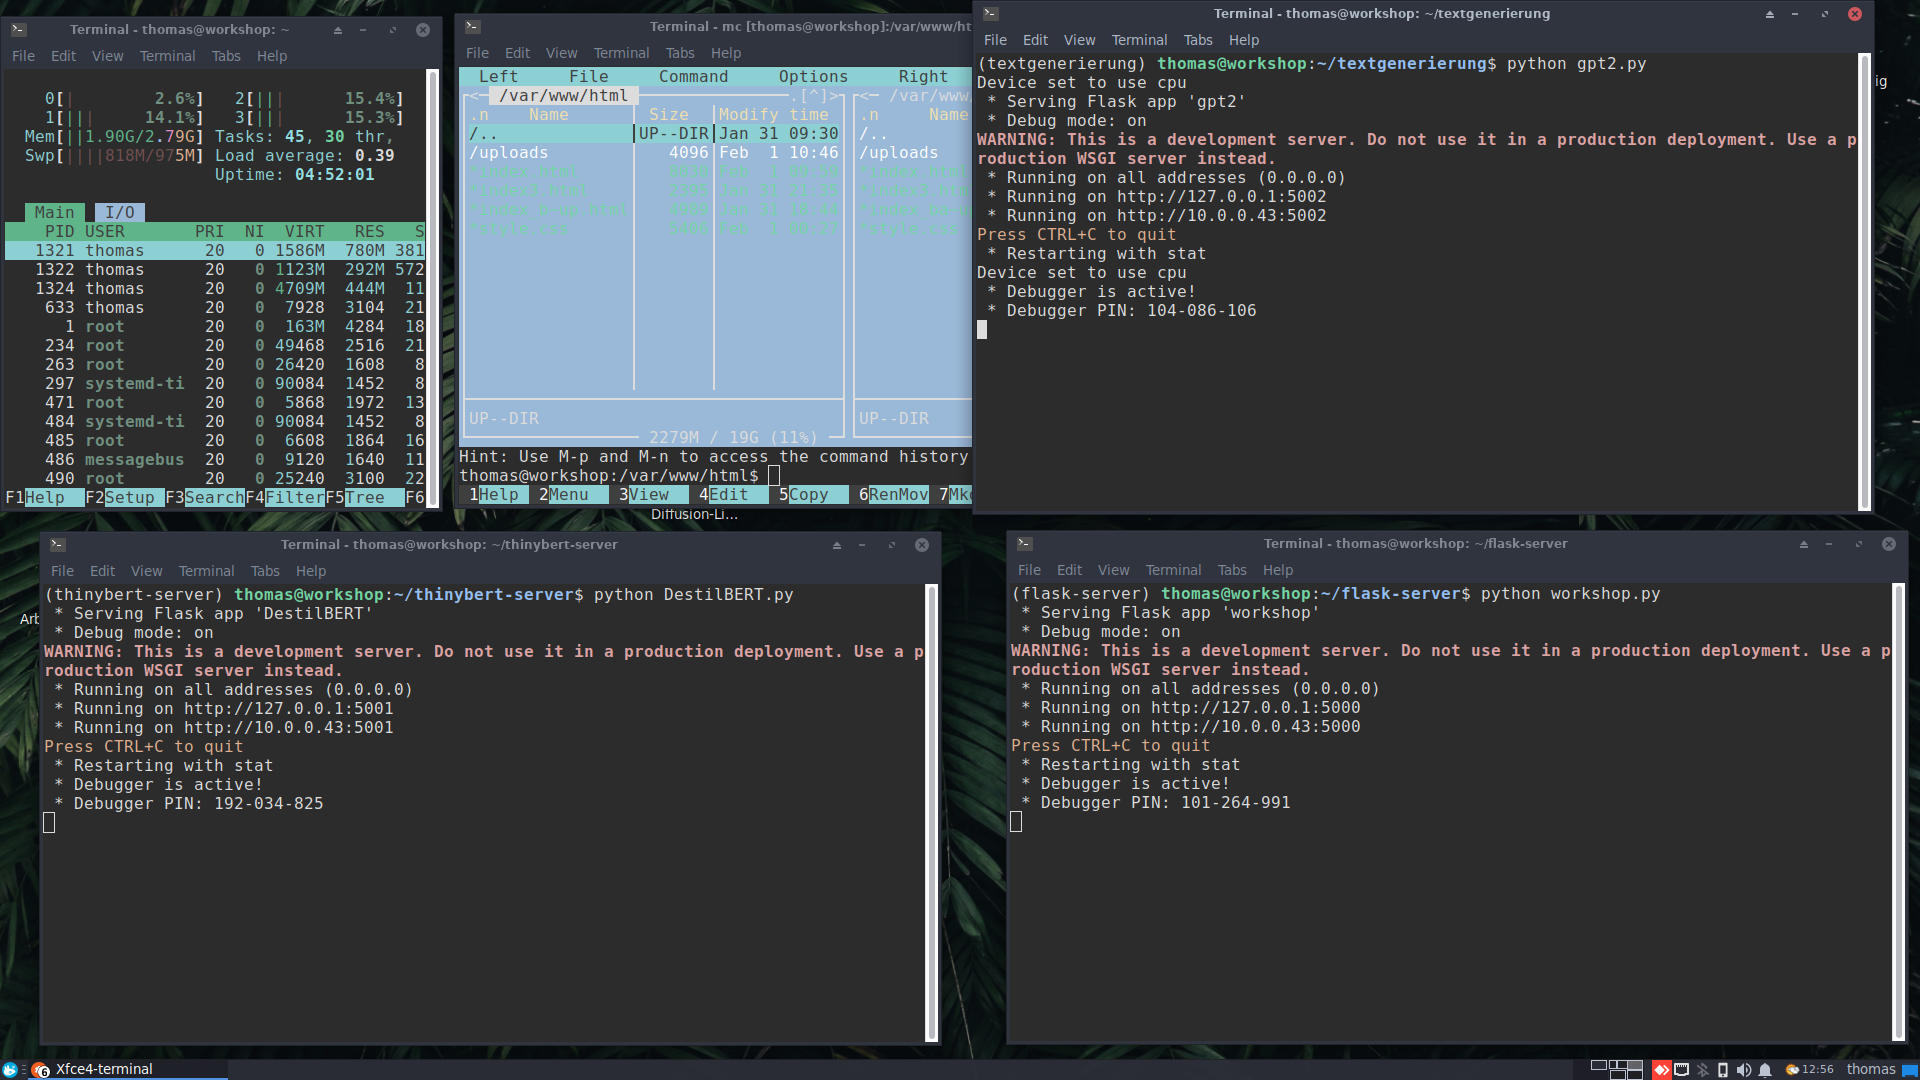 Terminal - thomas@workshop: ~
File Edit View Terminal Tabs Help
0[| 2.6%] 2[||| 15.4%]
1[||| 14.1%] 3[||| 15.3%]
Mem[||1.90G/2.79G] Tasks: 45, 30 thr,
Swp[||||818M/975M] Load average: 0.39
Uptime: 04:52:01
Main I/O
PID USER PRI NI VIRT RES S
1321 thomas 20 0 1586M 780M 381
1322 thomas 20 0 1123M 292M 572
1324 thomas 20 0 4709M 444M 11
633 thomas 20 0 7928 3104 21
1 root 20 0 163M 4284 18
234 root 20 0 49468 2516 21
263 root 20 0 26420 1608 8
297 systemd-ti 20 0 90084 1452 8
471 root 20 0 5868 1972 13
484 systemd-ti 20 0 90084 1452 8
485 root 20 0 6608 1864 16
486 messagebus 20 0 9120 1640 11
490 root 20 0 25240 3100 22
F1Help F2Setup F3SearchF4FilterF5Tree F6
Terminal - mc [thomas@workshop]:/var/www/ht
File Edit View Terminal Tabs Help
Left File Command Options Right
<─ /var/www/html .[^]> <─ /var/www
.n Name Size Modify time .n Name
/.. UP--DIR Jan 31 09:30 /..
/uploads 4096 Feb 1 10:46 /uploads
UP--DIR UP--DIR
2279M / 19G (11%)
Hint: Use M-p and M-n to access the command history
thomas@workshop:/var/www/html$
1Help 2Menu 3View 4Edit 5Copy 6RenMov 7Mk
Diffusion-Li...
Terminal - thomas@workshop: ~/textgenerierung
File Edit View Terminal Tabs Help
(textgenerierung) thomas@workshop:~/textgenerierung$ python gpt2.py
Device set to use cpu
* Serving Flask app 'gpt2'
* Debug mode: on
WARNING: This is a development server. Do not use it in a production deployment. Use a p
roduction WSGI server instead.
* Running on all addresses (0.0.0.0)
* Running on http://127.0.0.1:5002
* Running on http://10.0.0.43:5002
Press CTRL+C to quit
* Restarting with stat
Device set to use cpu
* Debugger is active!
* Debugger PIN: 104-086-106
ig
Arb
Terminal - thomas@workshop: ~/thinybert-server
File Edit View Terminal Tabs Help
(thinybert-server) thomas@workshop:~/thinybert-server$ python DestilBERT.py
* Serving Flask app 'DestilBERT'
* Debug mode: on
WARNING: This is a development server. Do not use it in a production deployment. Use a p
roduction WSGI server instead.
* Running on all addresses (0.0.0.0)
* Running on http://127.0.0.1:5001
* Running on http://10.0.0.43:5001
Press CTRL+C to quit
* Restarting with stat
* Debugger is active!
* Debugger PIN: 192-034-825
Terminal - thomas@workshop: ~/flask-server
File Edit View Terminal Tabs Help
(flask-server) thomas@workshop:~/flask-server$ python workshop.py
* Serving Flask app 'workshop'
* Debug mode: on
WARNING: This is a development server. Do not use it in a production deployment. Use a p
roduction WSGI server instead.
* Running on all addresses (0.0.0.0)
* Running on http://127.0.0.1:5000
* Running on http://10.0.0.43:5000
Press CTRL+C to quit
* Restarting with stat
* Debugger is active!
* Debugger PIN: 101-264-991
6 Xfce4-terminal
12:56 thomas